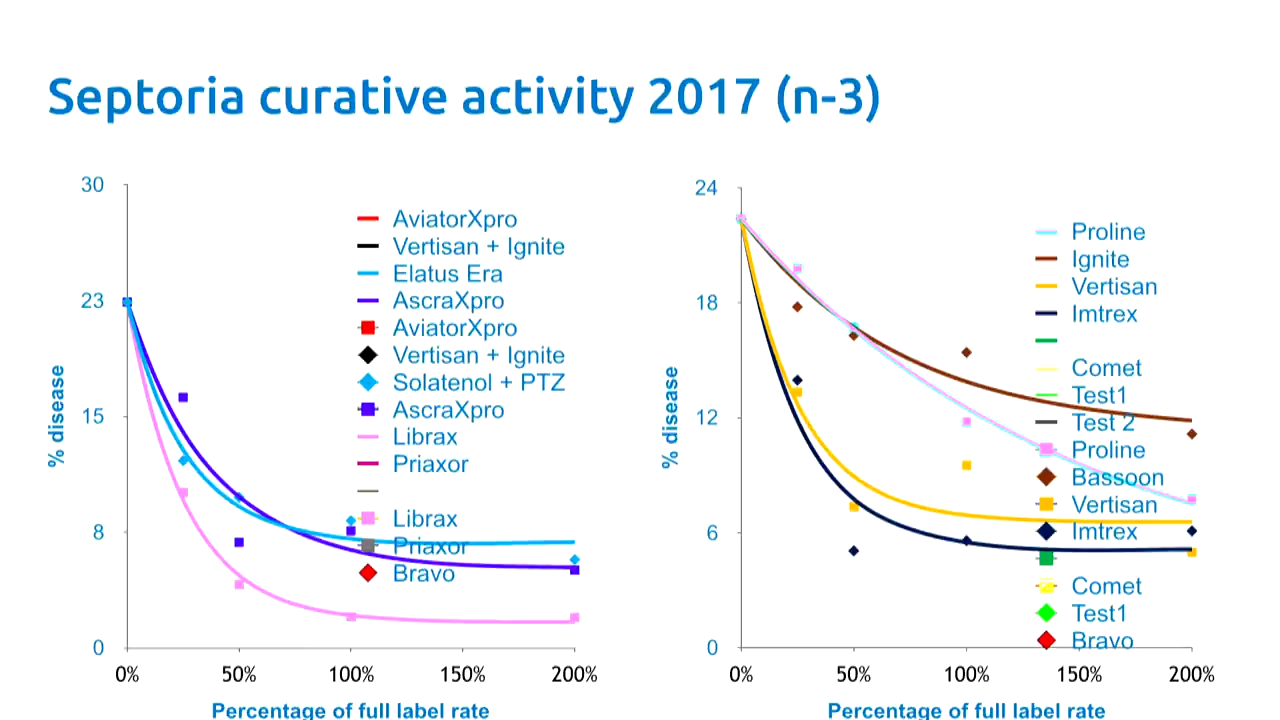 Septoria curative activity 2017 (n-3)
30
23
15
8
0
% disease
AviatorXpro
Vertisan + Ignite
Elatus Era
AscraXpro
AviatorXpro
Vertisan + Ignite
Solatenol + PTZ
AscraXpro
Librax
Priaxor
Librax
Priaxor
Bravo
0%
50%
100%
150%
200%
Percentage of full label rate
24
18
12
6
0
% disease
Proline
Ignite
Vertisan
Imtrex
Comet
Test1
Test 2
Proline
Bassoon
Vertisan
Imtrex
Comet
Test1
Bravo
0%
50%
100%
150%
200%
Percentage of full label rate